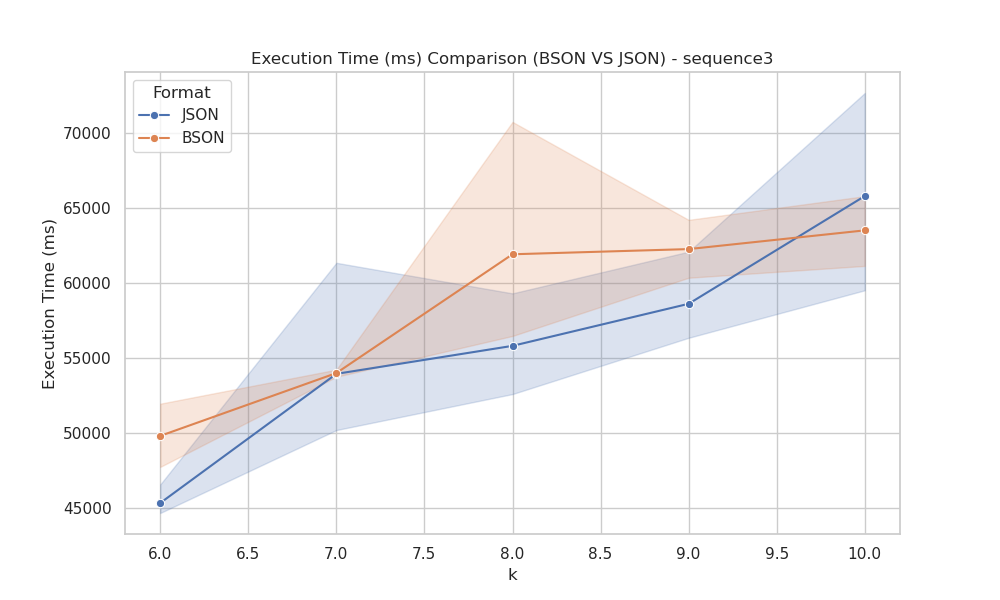 Execution Time (ms) Comparison (BSON VS JSON) - sequence3
Format
JSON
BSON
Execution Time (ms)
70000
65000
60000
55000
50000
45000
6.0 6.5 7.0 7.5 8.0 8.5 9.0 9.5 10.0
k